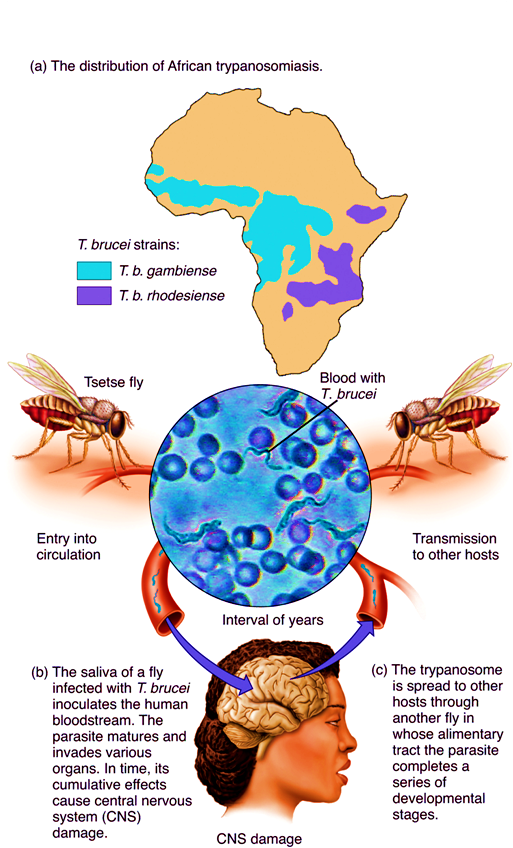 (a) The distribution of African trypanosomiasis.
T. brucei strains:
T. b. gambiense
T. b. rhodesiense
Tsetse fly
Blood with
T. brucei
Entry into
circulation
Transmission
to other hosts
Interval of years
(b) The saliva of a fly
infected with T. brucei
inoculates the human
bloodstream. The
parasite matures and
invades various
organs. In time, its
cumulative effects
cause central nervous
system (CNS)
damage.
(c) The trypanosome
is spread to other
hosts through
another fly in
whose alimentary
tract the parasite
completes a
series of
developmental
stages.
CNS damage